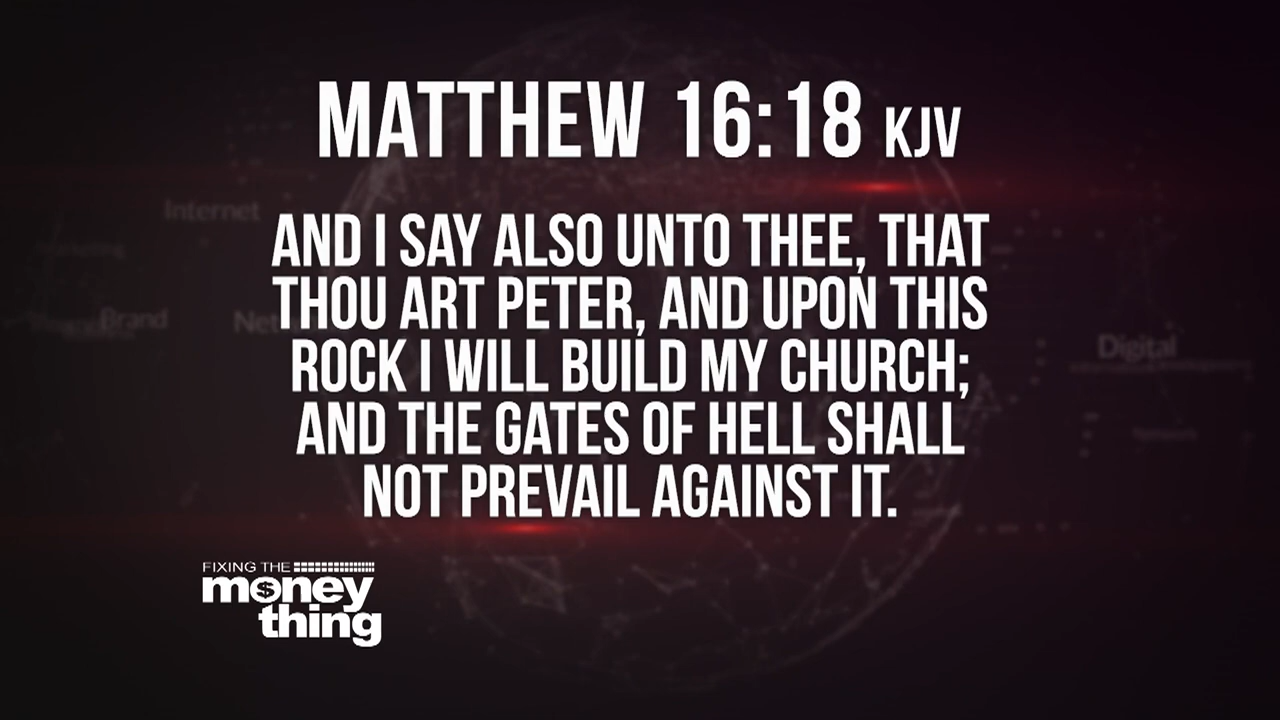 MATTHEW 16:18 KJV
Internet
AND I SAY ALSO UNTO THEE, THAT
THOU ART PETER, AND UPON THIS
Brand
ROCK I WILL BUILD MY CHURCH;
Digital
AND THE GATES OF HELL SHALL
NOT PREVAIL AGAINST IT.
FIXING THE
money
thing